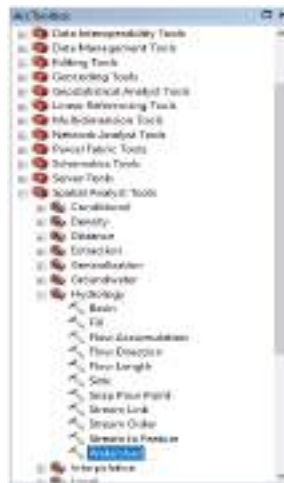 ArcToolbox
Data Interoperability Tools
Data Management Tools
Editing Tools
Geocoding Tools
Geostatistical Analyst Tools
Linear Referencing Tools
Multidimension Tools
Network Analyst Tools
Parcel Fabric Tools
Schematics Tools
Server Tools
Spatial Analyst Tools
Conditional
Density
Distance
Extraction
Generalization
Groundwater
Hydrology
Basin
Fill
Flow Accumulation
Flow Direction
Flow Length
Sink
Snap Pour Point
Stream Link
Stream Order
Stream to Feature
Watershed
Interpolation
Local